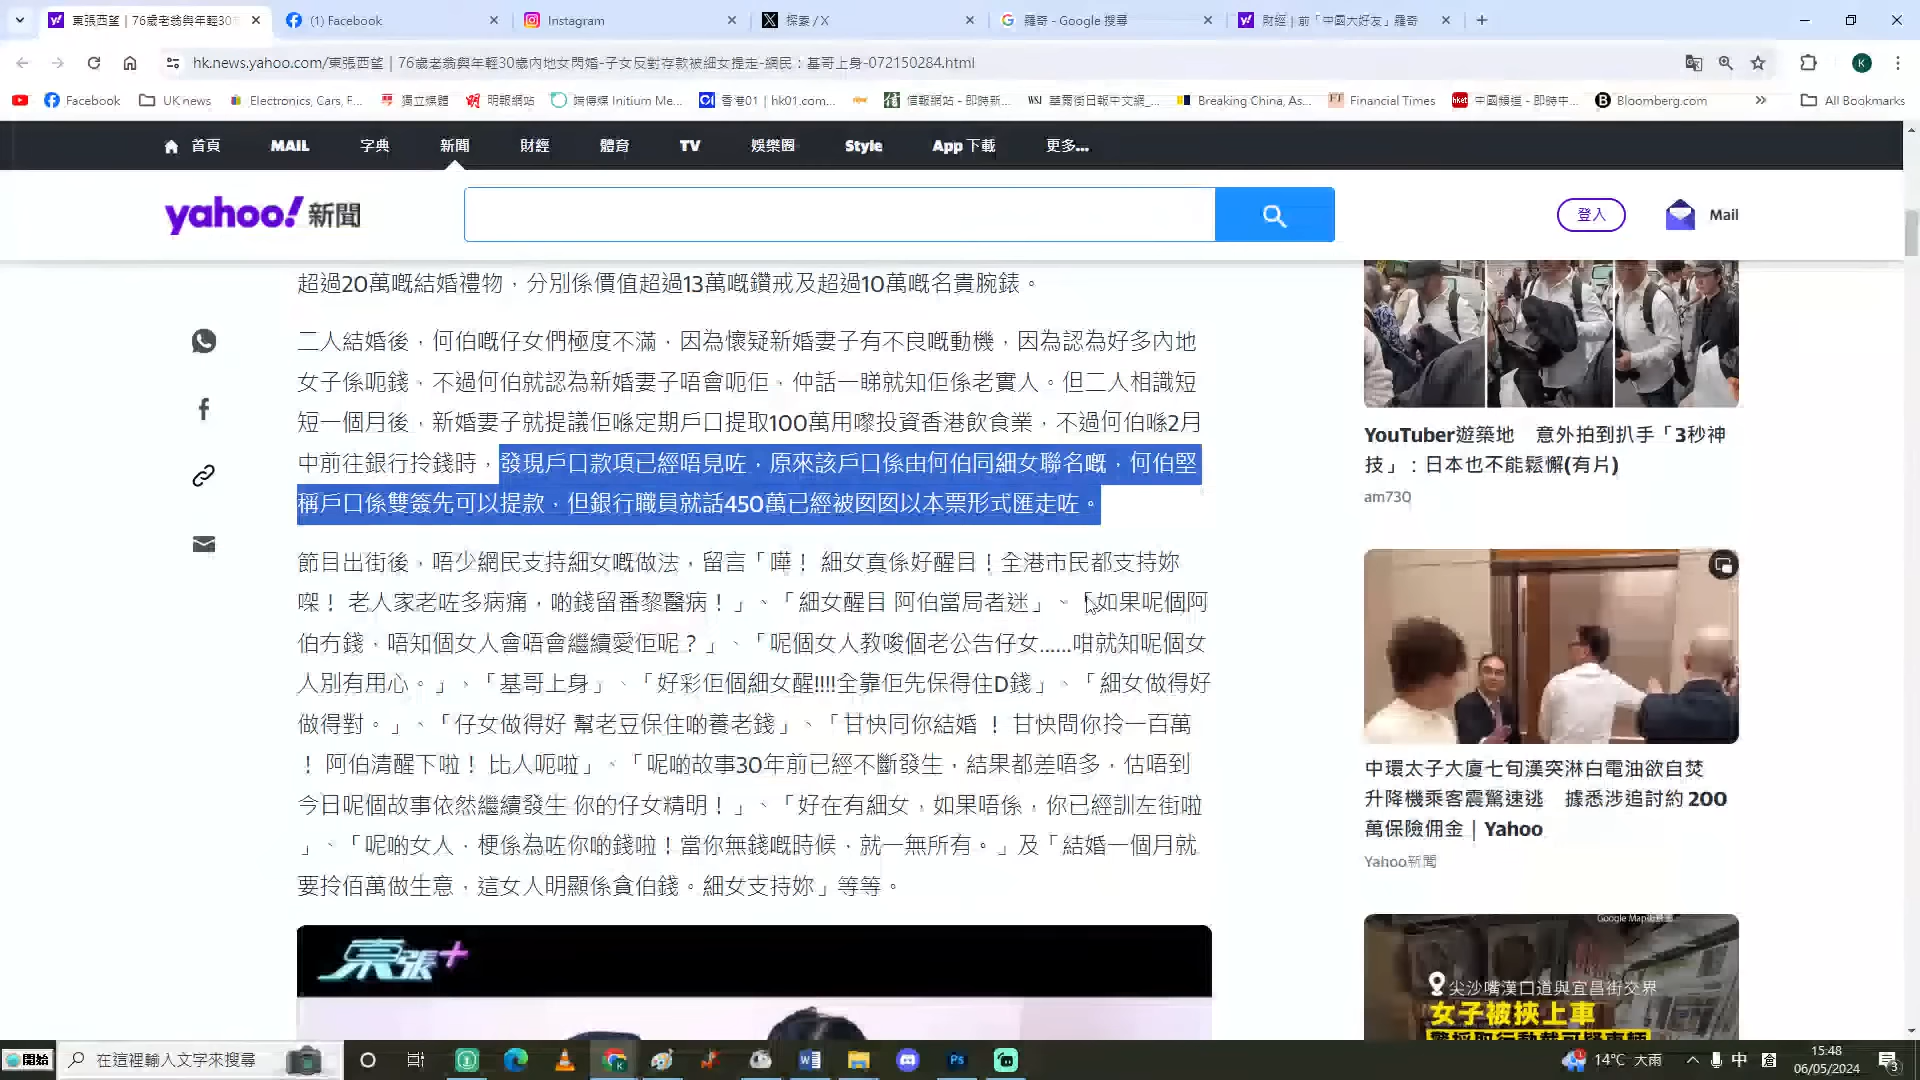 東張西望｜76歲老翁與年輕30
(1) Facebook
Instagram
探索 / X
羅奇 - Google 搜尋
財經｜前「中國大好友」羅奇
hk.news.yahoo.com/東張西望｜76歲老翁與年輕30歲內地女閃婚-子女反對存款被細女提走-網民：基哥上身-072150284.html
K
Facebook
UK news
Electronics, Cars, F...
獨立媒體
明報網站
端傳媒 Initium Me...
香港01｜hk01.com...
信報網站 - 即時新...
WSJ 華爾街日報中文網_...
Breaking China, As...
FT Financial Times
hket 中國頻道 - 即時中...
Bloomberg.com
All Bookmarks
首頁
MAIL
字典
新聞
財經
體育
TV
娛樂圈
Style
App 下載
更多...
yahoo! 新聞
登入
Mail
超過20萬嘅結婚禮物，分別係價值超過13萬嘅鑽戒及超過10萬嘅名貴腕錶。
二人結婚後，何伯嘅仔女們極度不滿，因為懷疑新婚妻子有不良嘅動機，因為認為好多內地
女子係呃錢，不過何伯就認為新婚妻子唔會呃佢，仲話一睇就知佢係老實人。但二人相識短
短一個月後，新婚妻子就提議佢喺定期戶口提取100萬用嚟投資香港飲食業，不過何伯喺2月
中前往銀行拎錢時，發現戶口款項已經唔見咗，原來該戶口係由何伯同細女聯名嘅，何伯堅
稱戶口係雙簽先可以提款，但銀行職員就話450萬已經被囡囡以本票形式匯走咗。
節目出街後，唔少網民支持細女嘅做法，留言「嘩！ 細女真係好醒目！全港市民都支持妳
㗎！ 老人家老咗多病痛，啲錢留番黎醫病！」、「細女醒目 阿伯當局者迷」、「如果呢個阿
伯冇錢，唔知個女人會唔會繼續愛佢呢？」、「呢個女人教唆個老公告仔女......咁就知呢個女
人別有用心。」、「基哥上身」、「好彩佢個細女醒!!!!全靠佢先保得住D錢」、「細女做得好
做得對。」、「仔女做得好 幫老豆保住啲養老錢」、「甘快同你結婚 ！ 甘快問你拎一百萬
！ 阿伯清醒下啦！ 比人呃啦」、「呢啲故事30年前已經不斷發生，結果都差唔多，估唔到
今日呢個故事依然繼續發生 你的仔女精明！」、「好在有細女，如果唔係，你已經訓左街啦
」、「呢啲女人，梗係為咗你啲錢啦！當你無錢嘅時候，就一無所有。」及「結婚一個月就
要拎佰萬做生意，這女人明顯係貪伯錢。細女支持妳」等等。
東張+
YouTuber遊築地　意外拍到扒手「3秒神
技」：日本也不能鬆懈(有片)
am730
中環太子大廈七旬漢突淋白電油欲自焚
升降機乘客震驚速逃　據悉涉追討約 200
萬保險佣金｜Yahoo
Yahoo新聞
Google Map街景圖
尖沙嘴漢口道與宜昌街交界
女子被挾上車
開始
在這裡輸入文字來搜尋
14°C 大雨
中
倉
15:48
06/05/2024
3